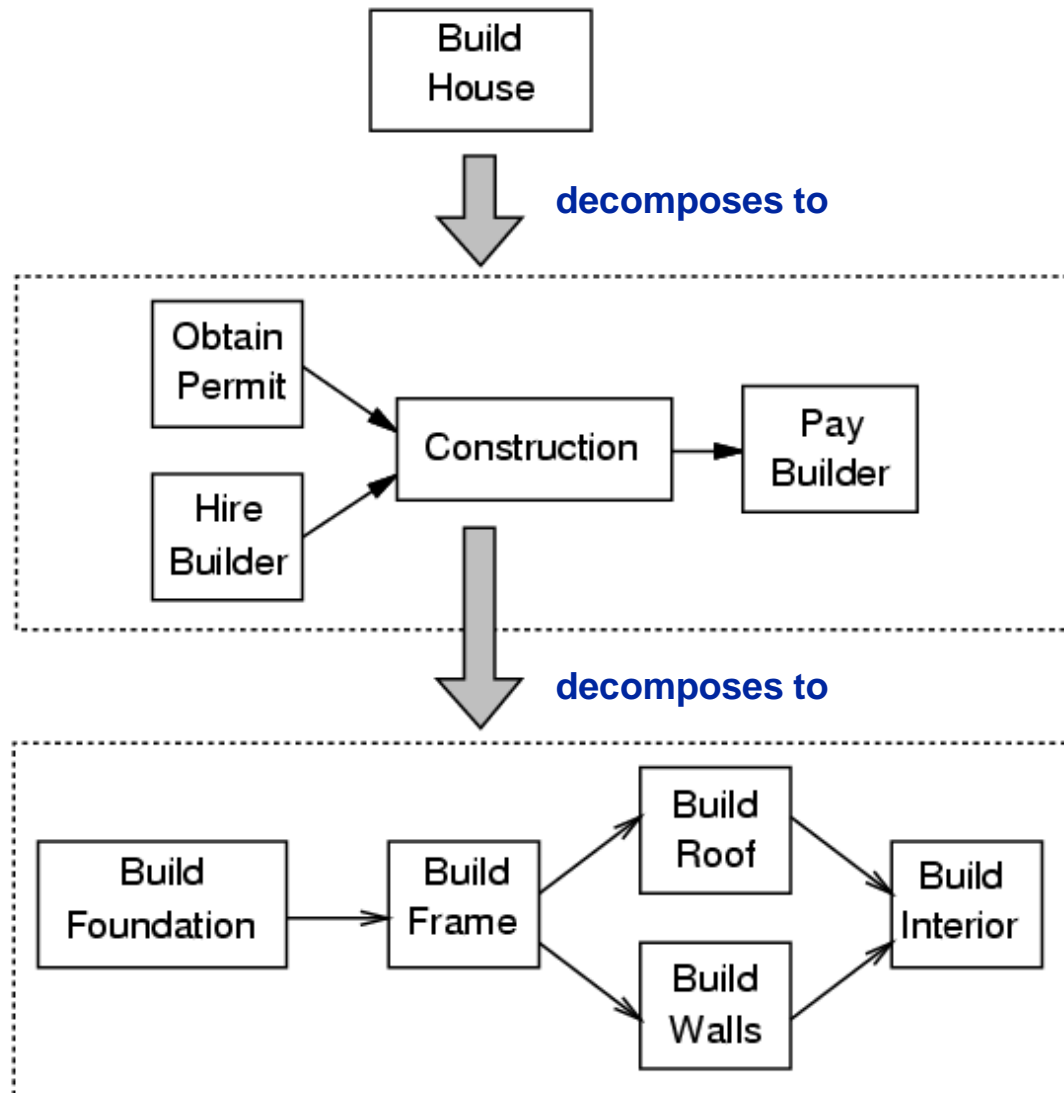 Build
House
decomposes to
Obtain
Permit
Hire
Builder
Construction
Pay
Builder
decomposes to
Build
Foundation
Build
Frame
Build
Roof
Build
Walls
Build
Interior